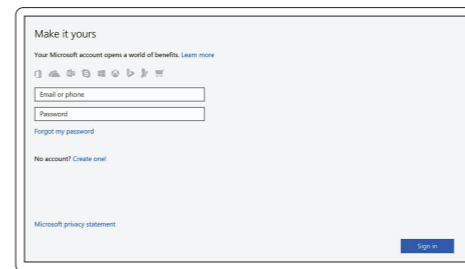 Make it yours
Your Microsoft account opens a world of benefits. Learn more
Email or phone
Password
Forgot my password
No account? Create one!
Microsoft privacy statement
Sign in